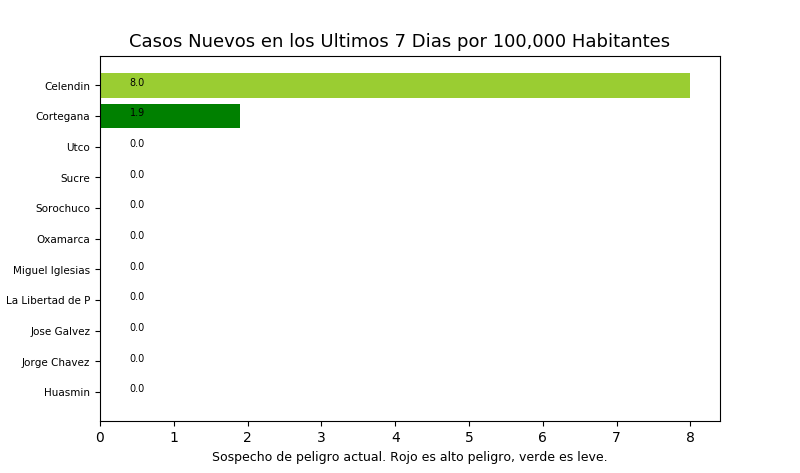 Casos Nuevos en los Ultimos 7 Dias por 100,000 Habitantes
Celendin 8.0
Cortegana 1.9
Utco 0.0
Sucre 0.0
Sorochuco 0.0
Oxamarca 0.0
Miguel Iglesias 0.0
La Libertad de P 0.0
Jose Galvez 0.0
Jorge Chavez 0.0
Huasmin 0.0
0 1 2 3 4 5 6 7 8
Sospecho de peligro actual. Rojo es alto peligro, verde es leve.